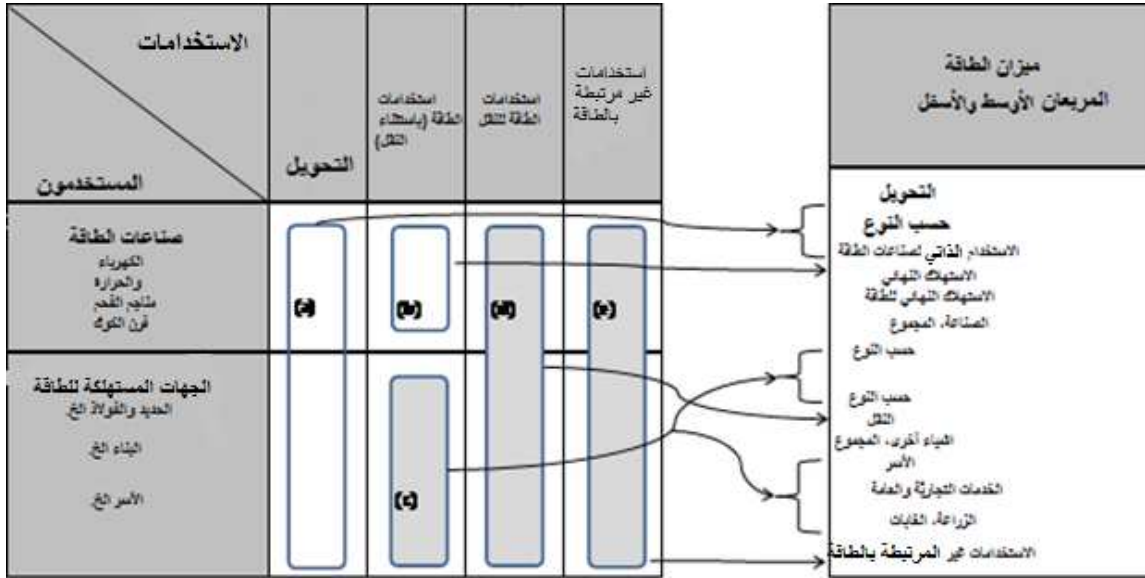 الاستخدامات
المستخدمون
التحويل
استخدامات
الطاقة (باستثناء
النقل)
استخدامات
الطاقة للنقل
استخدامات
غير مرتبطة
بالطاقة
ميزان الطاقة
المربعان الأوسط والأسفل
صناعات الطاقة
الكهرباء
والحرارة
مناجم الفحم
فرن الكوك
(a)
(b)
(d)
(e)
الجهات المستهلكة للطاقة
الحديد والفولاذ الخ.
البناء الخ.
الأسر الخ.
(c)
التحويل
حسب النوع
الاستخدام الذاتي لصناعات الطاقة
الاستهلاك النهائي
الاستهلاك النهائي للطاقة
الصناعة، المجموع
حسب النوع
حسب النوع
النقل
اشياء أخرى، المجموع
الأسر
الخدمات التجارية والعامة
الزراعة، الغابات
الاستخدامات غير المرتبطة بالطاقة